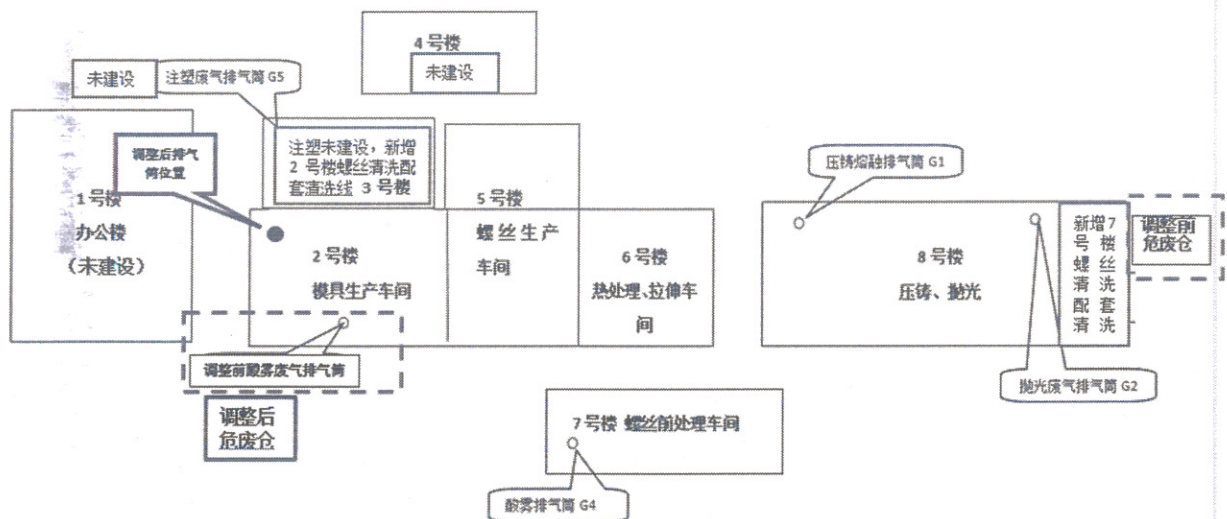 4 号楼
未建设
未建设
注塑废气排气筒 G5
调整后排气
筒位置
注塑未建设，新增
2 号楼螺丝清洗配
套清洗线 3 号楼
1 号楼
办公楼
（未建设）
2 号楼
模具生产车间
5 号楼
螺丝生产
车间
6 号楼
热处理、拉伸车
间
压铸熔融排气筒 G1
8 号楼
压铸、抛光
新增7
号楼
螺丝
清洗
配套
清洗
调整前
危废仓
调整前酸雾废气排气筒
调整后
危废仓
抛光废气排气筒 G2
7 号楼 螺丝前处理车间
酸雾排气筒 G4